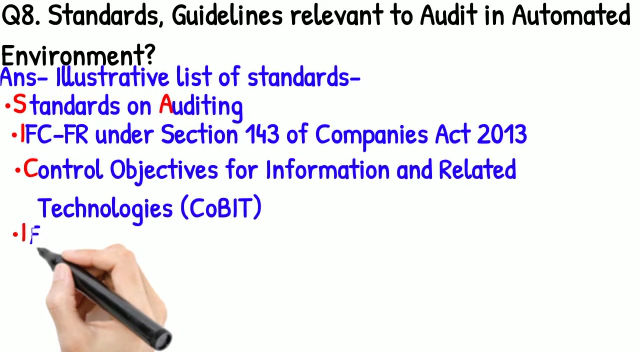 Q8. Standards, Guidelines relevant to Audit in Automated
Environment?
Ans- Illustrative list of standards-
•Standards on Auditing
•IFC-FR under Section 143 of Companies Act 2013
•Control Objectives for Information and Related
Technologies (CoBIT)
•I